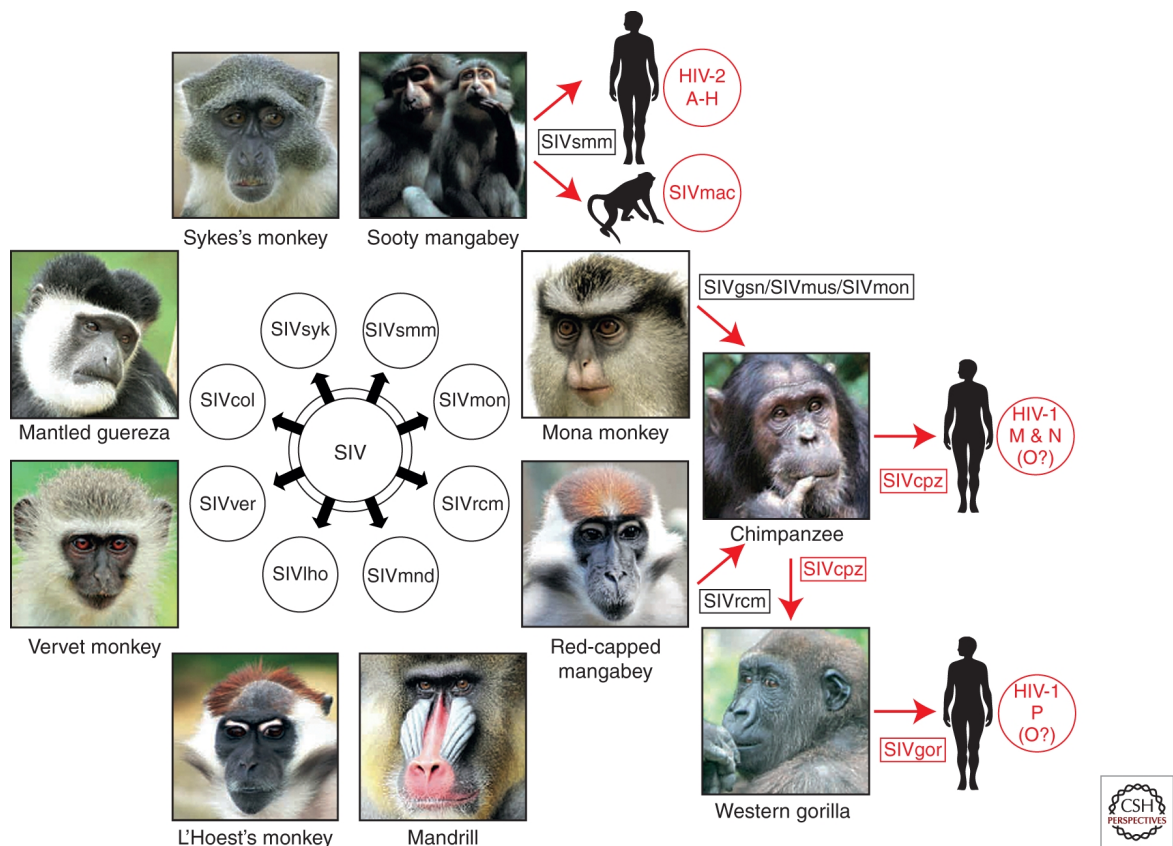 HIV-2
A-H
SIVsmm
SIVmac
Sykes's monkey
Sooty mangabey
SIVgsn/SIVmus/SIVmon
SIVsyk
SIVsmm
SIVcol
SIVmon
SIV
SIVver
SIVrcm
SIVlho
SIVmnd
Mantled guereza
Mona monkey
HIV-1
M & N
(O?)
SIVcpz
Chimpanzee
SIVcpz
SIVrcm
Vervet monkey
Red-capped
mangabey
HIV-1
P
(O?)
SIVgor
Western gorilla
L'Hoest's monkey
Mandrill
CSH
PERSPECTIVES